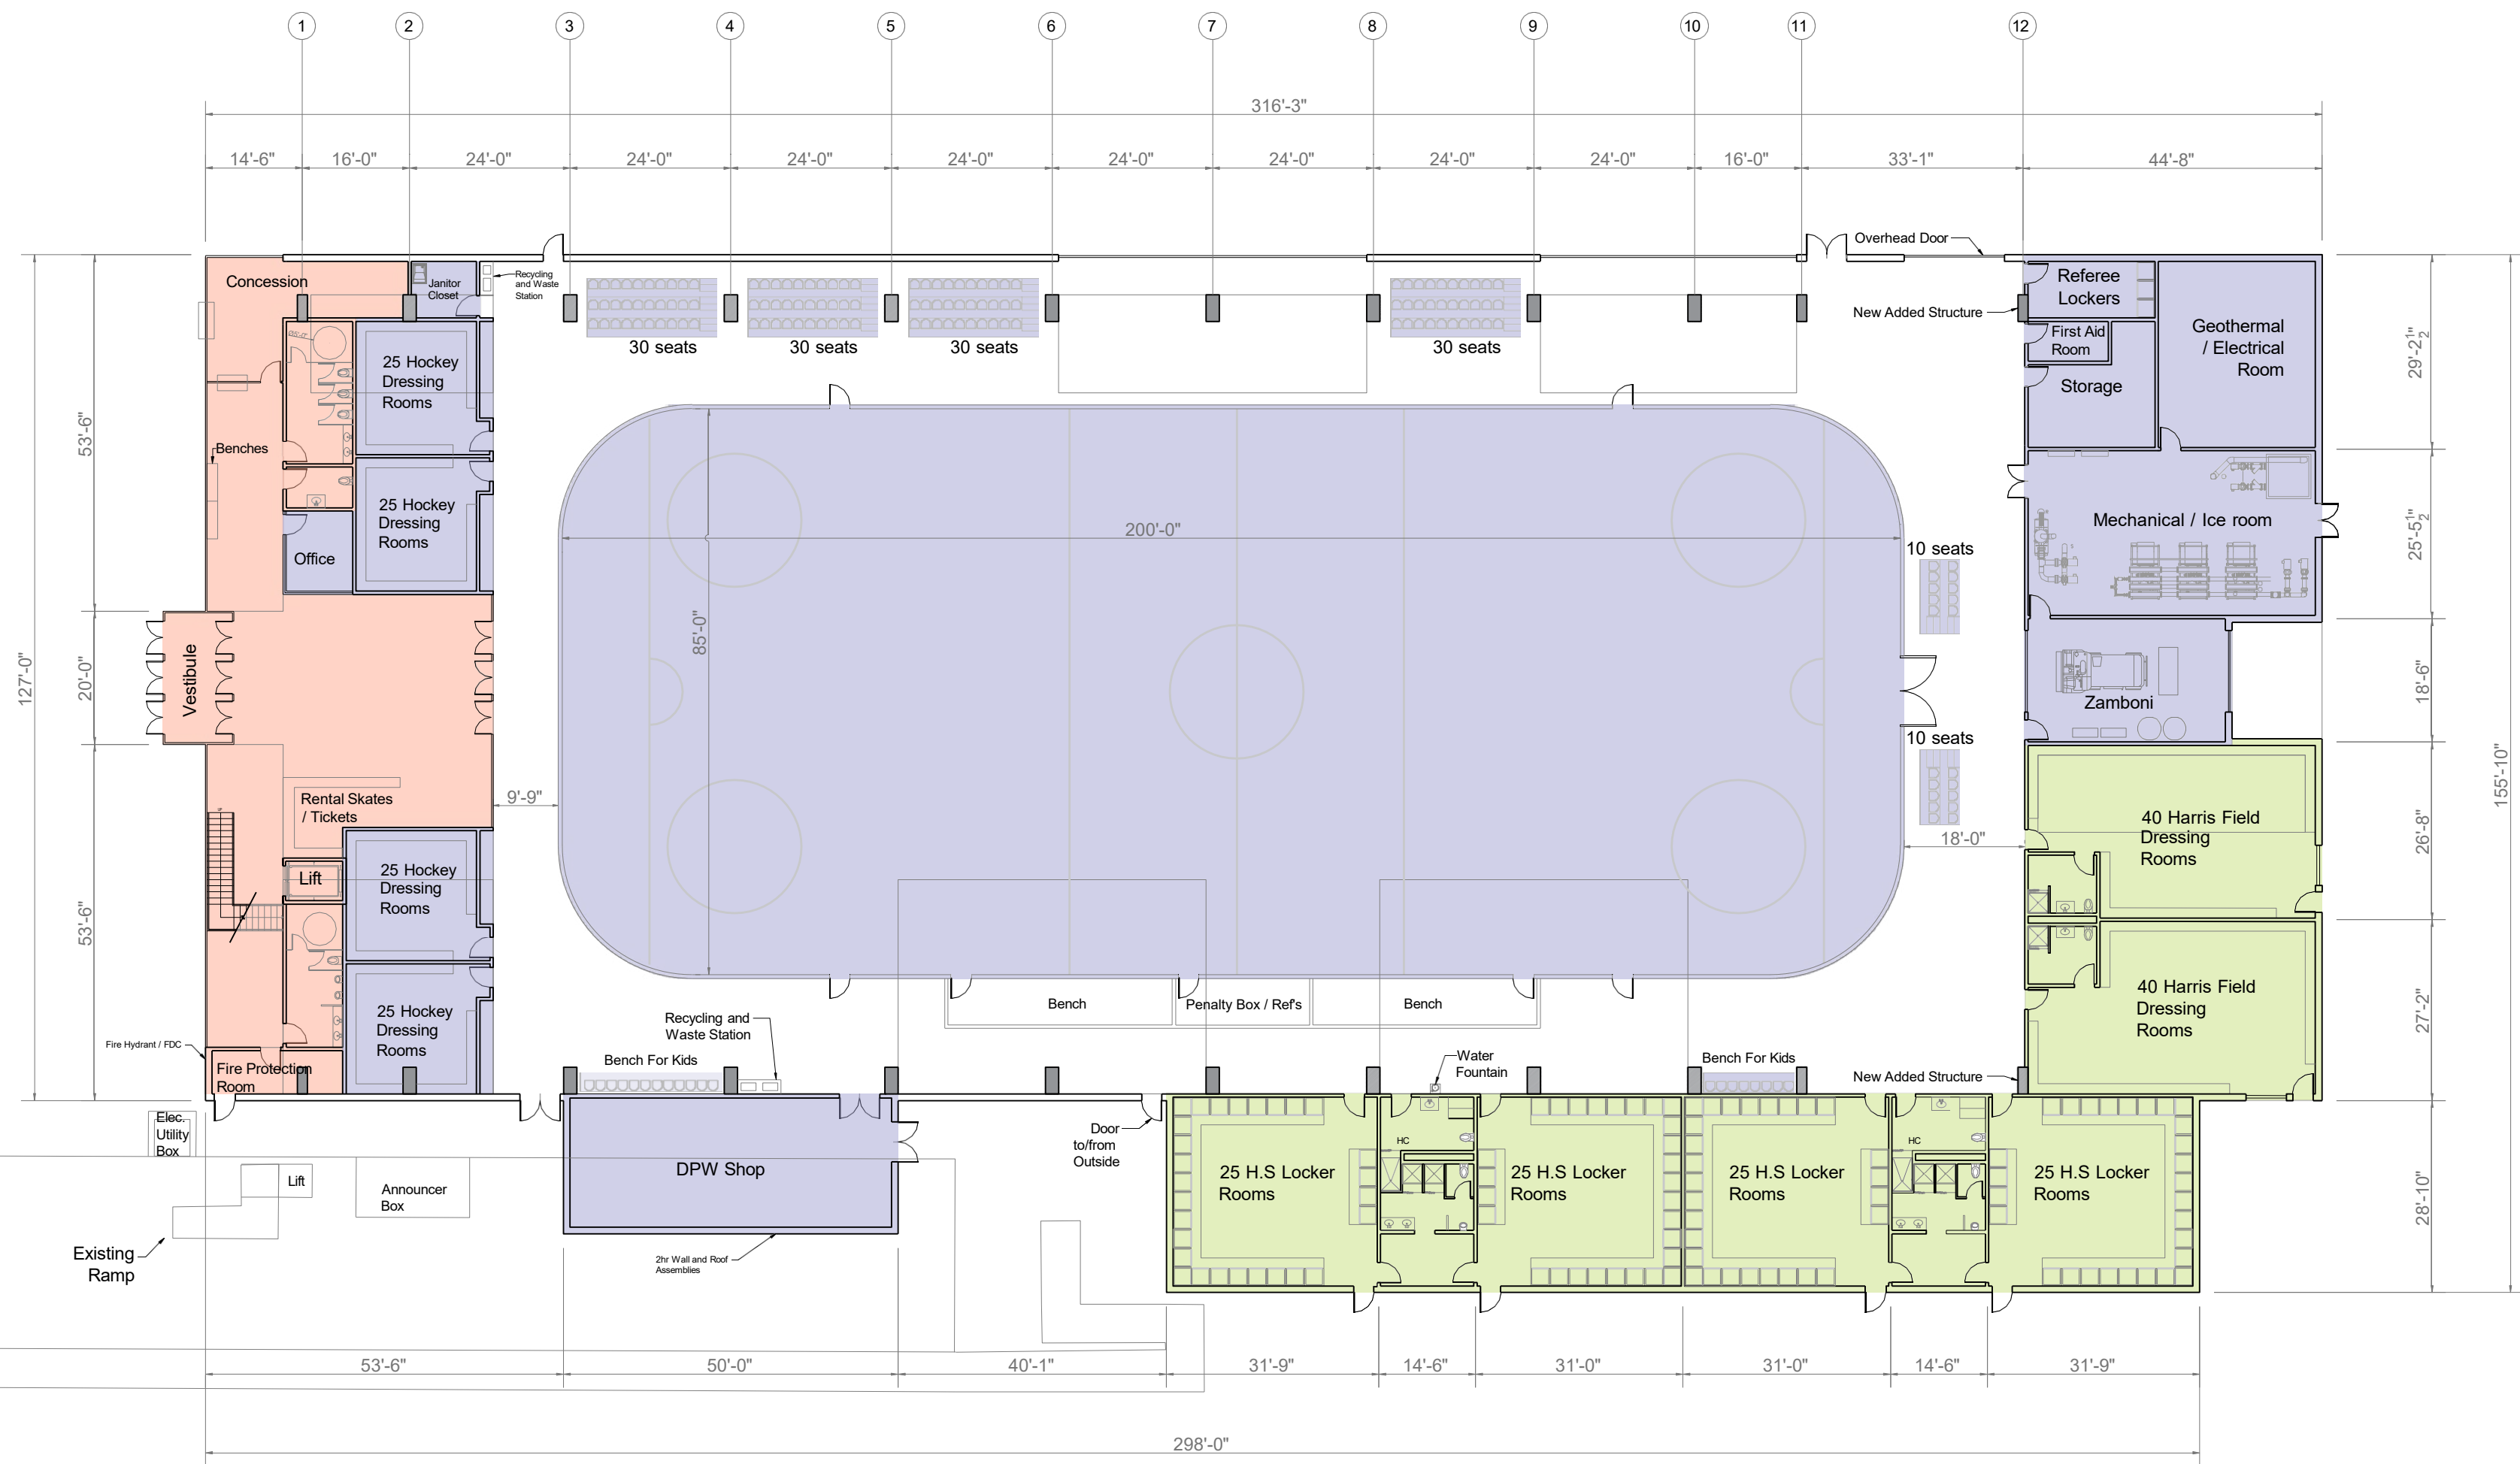 1 2 3 4 5 6 7 8 9 10 11 12
316'-3"
14'-6" 16'-0" 24'-0" 24'-0" 24'-0" 24'-0" 24'-0" 24'-0" 24'-0" 24'-0" 16'-0" 33'-1" 44'-8"
Overhead Door
Concession
Janitor
Closet
Recycling
and Waste
Station
Referee
Lockers
New Added Structure
Geothermal
/ Electrical
Room
First Aid
Room
Storage
30 seats
30 seats
30 seats
30 seats
25 Hockey
Dressing
Rooms
29'-2 1/2"
53'-6"
Benches
25 Hockey
Dressing
Rooms
Office
200'-0"
85'-0"
10 seats
Mechanical / Ice room
25'-5 1/2"
127'-0"
20'-0"
Vestibule
Zamboni
18'-6"
10 seats
155'-10"
Rental Skates
/ Tickets
9'-9"
18'-0"
40 Harris Field
Dressing
Rooms
26'-8"
Lift
UP
25 Hockey
Dressing
Rooms
53'-6"
40 Harris Field
Dressing
Rooms
27'-2"
25 Hockey
Dressing
Rooms
Bench
Penalty Box / Ref's
Bench
Recycling and
Waste Station
Fire Hydrant / FDC
Fire Protection
Room
Bench For Kids
Water
Fountain
Bench For Kids
New Added Structure
Elec.
Utility
Box
Door
to/from
Outside
HC
HC
DPW Shop
25 H.S Locker
Rooms
25 H.S Locker
Rooms
25 H.S Locker
Rooms
25 H.S Locker
Rooms
28'-10"
Lift
Announcer
Box
Existing
Ramp
2hr Wall and Roof
Assemblies
53'-6" 50'-0" 40'-1" 31'-9" 14'-6" 31'-0" 31'-0" 14'-6" 31'-9"
298'-0"